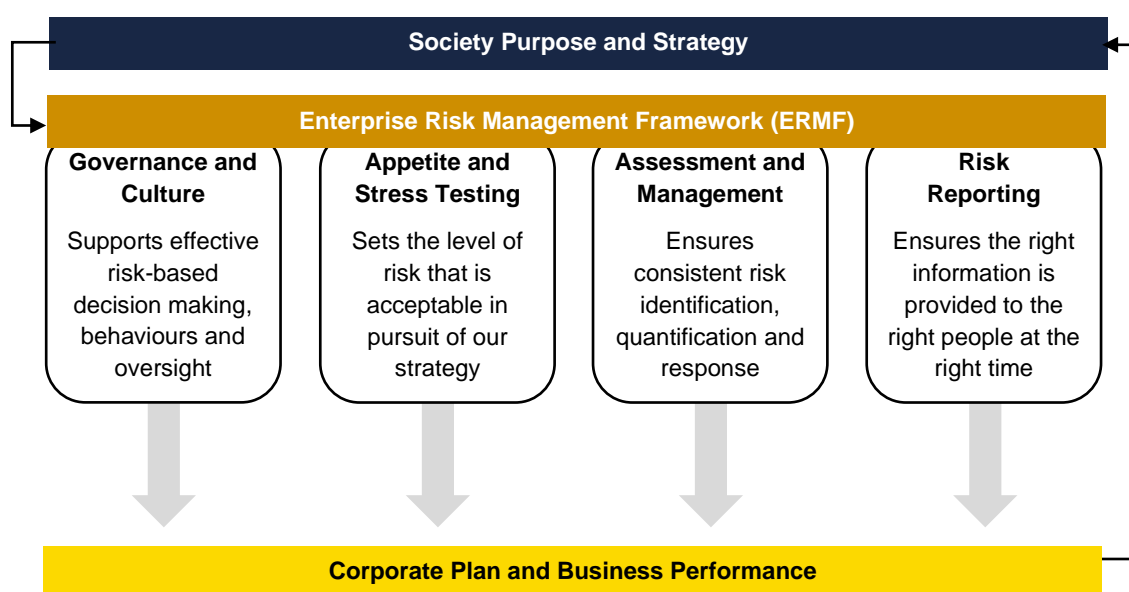 Society Purpose and Strategy
Enterprise Risk Management Framework (ERMF)
Governance and
Culture
Supports effective
risk-based
decision making,
behaviours and
oversight
Appetite and
Stress Testing
Sets the level of
risk that is
acceptable in
pursuit of our
strategy
Assessment and
Management
Ensures
consistent risk
identification,
quantification and
response
Risk
Reporting
Ensures the right
information is
provided to the
right people at the
right time
Corporate Plan and Business Performance